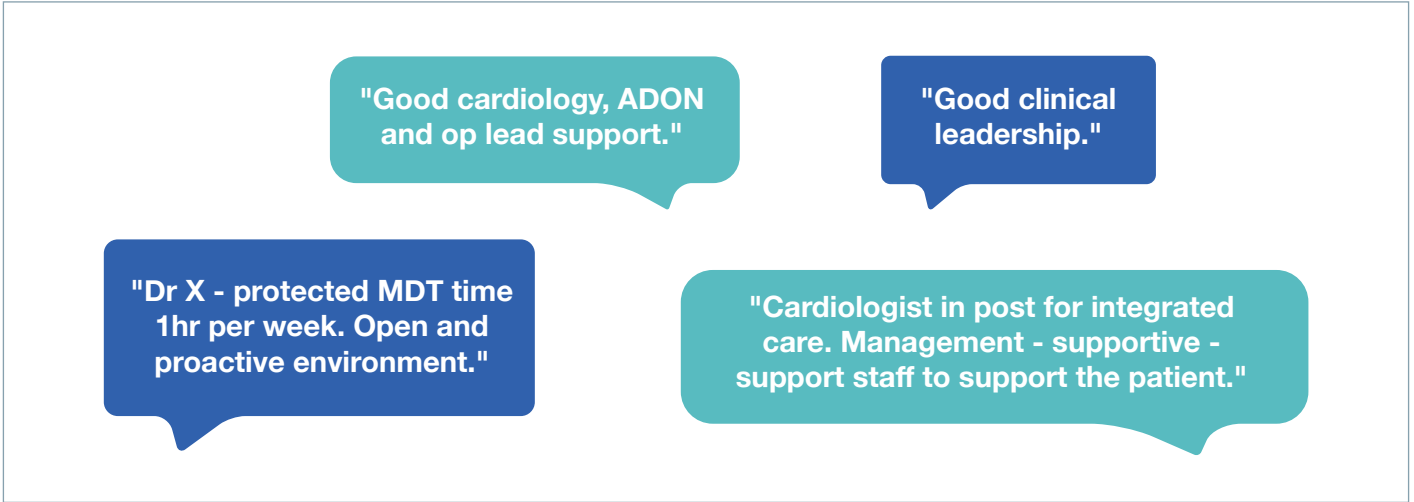 "Good cardiology, ADON
and op lead support."
"Good clinical
leadership."
"Dr X - protected MDT time
1hr per week. Open and
proactive environment."
"Cardiologist in post for integrated
care. Management - supportive -
support staff to support the patient."